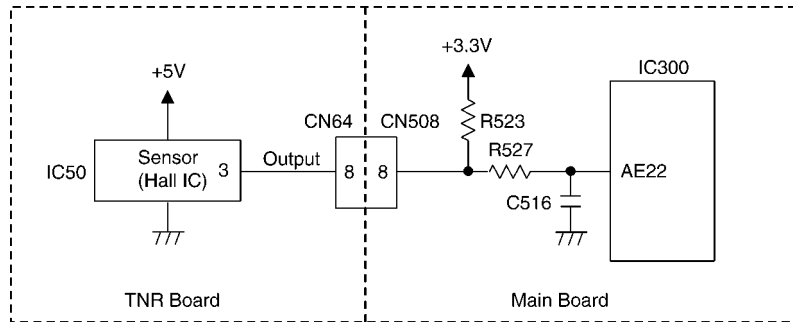 +3.3V
IC300
+5V
CN64
CN508
R523
R527
IC50
Sensor
(Hall IC)
3
Output
8
8
AE22
C516
TNR Board
Main Board